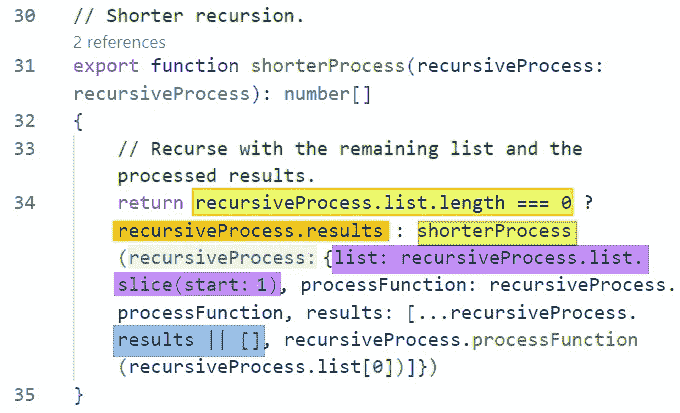 30 // Shorter recursion.
2 references
31 export function shorterProcess(recursiveProcess:
recursiveProcess): number[]
32 {
33 // Recurse with the remaining list and the
processed results.
34 return recursiveProcess.list.length === 0 ?
recursiveProcess.results : shorterProcess
(recursiveProcess: {list: recursiveProcess.list.
slice(start: 1), processFunction: recursiveProcess.
processFunction, results: [...recursiveProcess.
results || [], recursiveProcess.processFunction
(recursiveProcess.list[0])]})
35 }